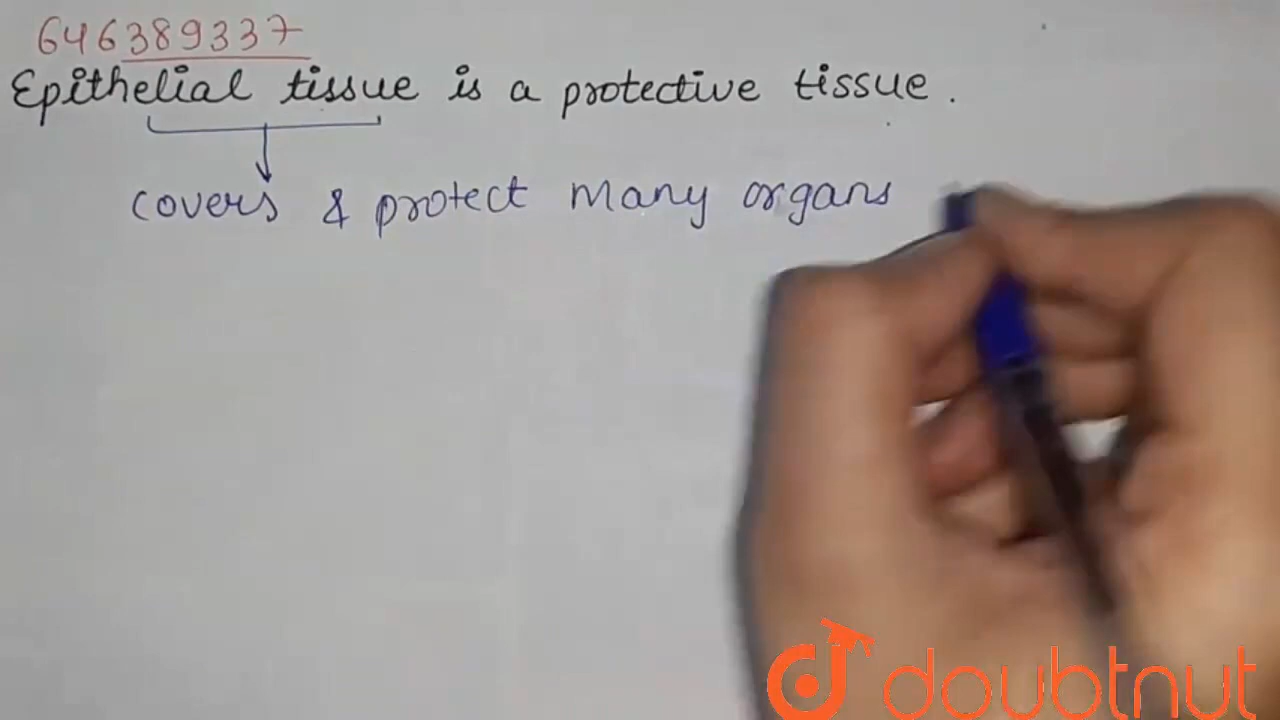 646389337
Epithelial tissue is a protective tissue.
covers & protect many organs
doubtnut